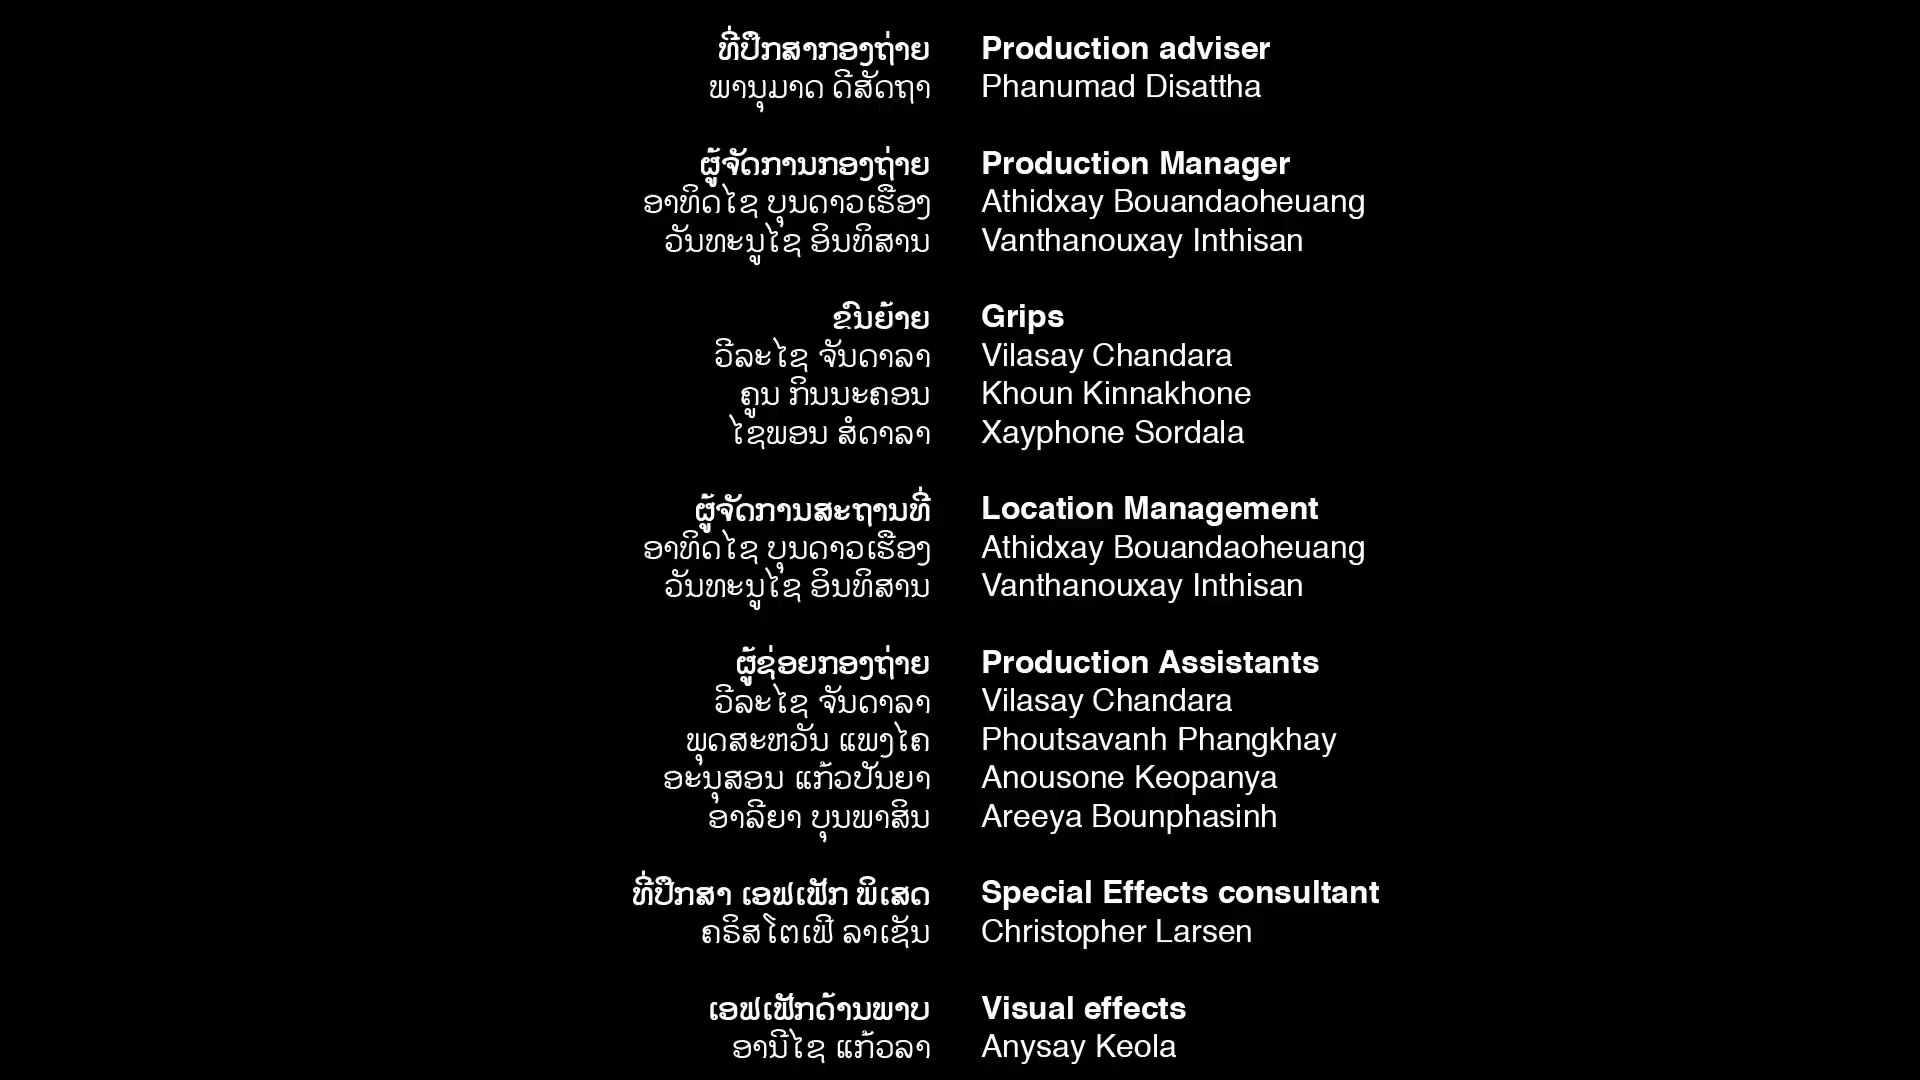 ທີ່ປຶກສາກອງຖ່າຍ Production adviser
ພານຸມາດ ດີສັດຖາ Phanumad Disattha
ຜູ້ຈັດການກອງຖ່າຍ Production Manager
ອາທິດໄຊ ບຸນດາວເຮືອງ Athidxay Bouandaoheuang
ວັນທະນູໄຊ ອິນທິສານ Vanthanouxay Inthisan
ຂົນຍ້າຍ Grips
ວີລະໄຊ ຈັນດາລາ Vilasay Chandara
ຄູນ ກິນນະຄອນ Khoun Kinnakhone
ໄຊພອນ ສໍດາລາ Xayphone Sordala
ຜູ້ຈັດການສະຖານທີ່ Location Management
ອາທິດໄຊ ບຸນດາວເຮືອງ Athidxay Bouandaoheuang
ວັນທະນູໄຊ ອິນທິສານ Vanthanouxay Inthisan
ຜູ້ຊ່ອຍກອງຖ່າຍ Production Assistants
ວີລະໄຊ ຈັນດາລາ Vilasay Chandara
ພຸດສະຫວັນ ແພງໄຄ Phoutsavanh Phangkhay
ອະນຸສອນ ແກ້ວປັນຍາ Anousone Keopanya
ອາລີຍາ ບຸນພາສິນ Areeya Bounphasinh
ທີ່ປຶກສາ ເອຟເຟັກ ພິເສດ Special Effects consultant
ຄຣິສໂຕເຟີ ລາເຊັນ Christopher Larsen
ເອຟເຟັກດ້ານພາບ Visual effects
ອານີໄຊ ແກ້ວລາ Anysay Keola